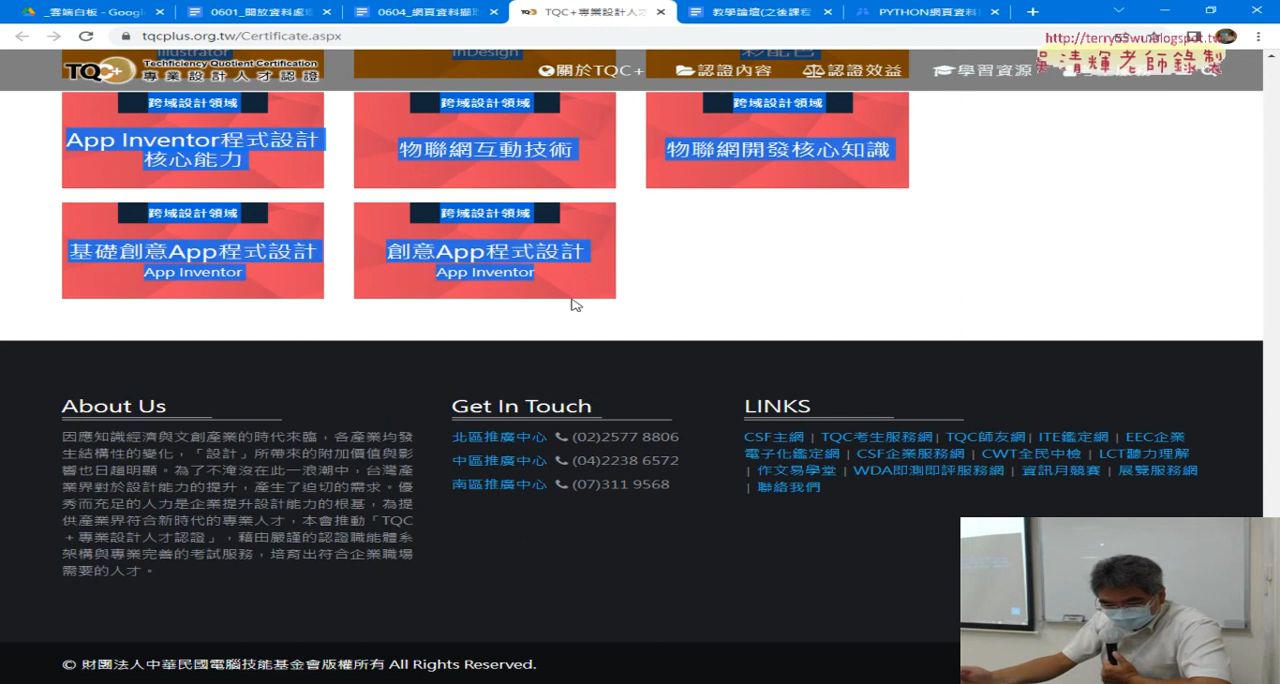 _雲端白板 - Googl
0601_開放資料處
0604_網頁資料擷
TQC+專業設計人才
教學論壇(之後課程
PYTHON網頁資料
tqcplus.org.tw/Certificate.aspx
http://terry55wu.blogspot.tw
吳清輝老師錄製
Illustrator
InDesign
TQC+
Techficiency Quotient Certification
專業設計人才認證
關於TQC+
認證內容
認證效益
學習資源
跨域設計領域
App Inventor程式設計
核心能力
跨域設計領域
物聯網互動技術
跨域設計領域
物聯網開發核心知識
跨域設計領域
基礎創意App程式設計
App Inventor
跨域設計領域
創意App程式設計
App Inventor
About Us
因應知識經濟與文創產業的時代來臨，各產業均發
生結構性的變化，「設計」所帶來的附加價值與影
響也日趨明顯。為了不淹沒在此一浪潮中，台灣產
業界對於設計能力的提升，產生了迫切的需求。優
秀而充足的人力是企業提升設計能力的根基，為提
供產業界符合新時代的專業人才，本會推動「TQC
+專業設計人才認證」，藉由嚴謹的認證職能體系
架構與專業完善的考試服務，培育出符合企業職場
需要的人才。
Get In Touch
北區推廣中心 (02)2577 8806
中區推廣中心 (04)2238 6572
南區推廣中心 (07)311 9568
LINKS
CSF主網 | TQC考生服務網 | TQC師友網 | ITE鑑定網 | EEC企業
電子化鑑定網 | CSF企業服務網 | CWT全民中檢 | LCT聽力理解
| 作文易學堂 | WDA即測即評服務網 | 資訊月競賽 | 展覽服務網
| 聯絡我們
© 財團法人中華民國電腦技能基金會版權所有 All Rights Reserved.